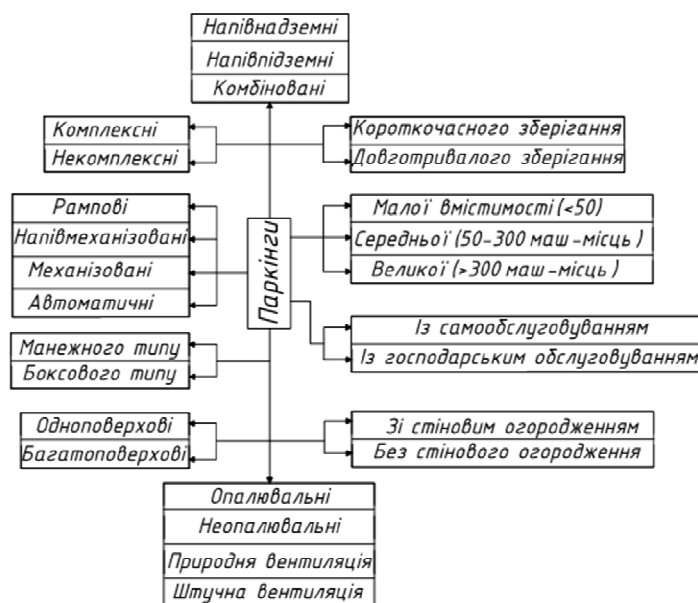 Напівнадземні
Напівпідземні
Комбіновані
Комплексні
Некомплексні
Короткочасного зберігання
Довготривалого зберігання
Рампові
Напівмеханізовані
Механізовані
Автоматичні
Паркінги
Малої вмістимості (<50)
Середньої (50-300 маш-місць)
Великої (>300 маш-місць)
Із самообслуговуванням
Із господарським обслуговуванням
Манежного типу
Боксового типу
Одноповерхові
Багатоповерхові
Зі стіновим огородженням
Без стінового огородження
Опалювальні
Неопалювальні
Природня вентиляція
Штучна вентиляція